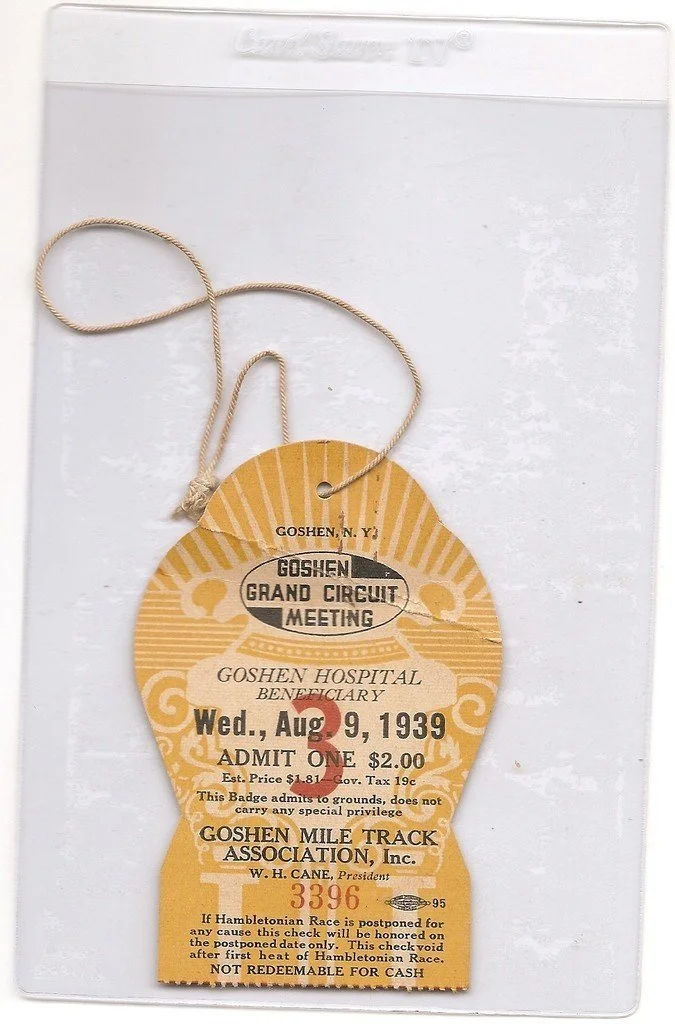 Card Saver IV®
GOSHEN, N. Y.
GOSHEN
GRAND CIRCUIT
MEETING
GOSHEN HOSPITAL
BENEFICIARY
3
Wed., Aug. 9, 1939
ADMIT ONE $2.00
Est. Price $1.81—Gov. Tax 19c
This Badge admits to grounds, does not
carry any special privilege
GOSHEN MILE TRACK
ASSOCIATION, Inc.
W. H. CANE, President
3396
95
If Hambletonian Race is postponed for
any cause this check will be honored on
the postponed date only. This check void
after first heat of Hambletonian Race.
NOT REDEEMABLE FOR CASH